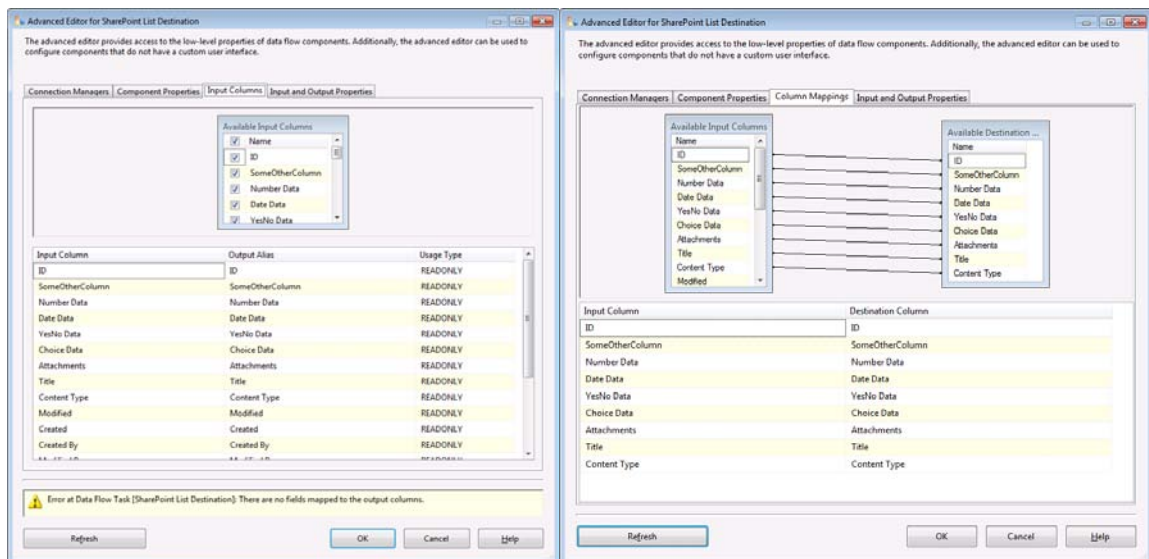 Advanced Editor for SharePoint List Destination
The advanced editor provides access to the low-level properties of data flow components. Additionally, the advanced editor can be used to
configure components that do not have a custom user interface.
Connection Managers Component Properties Input Columns Input and Output Properties
Available Input Columns
Name
ID
SomeOtherColumn
Number Data
Date Data
YesNo Data
Input Column Output Alias Usage Type
ID ID READONLY
SomeOtherColumn SomeOtherColumn READONLY
Number Data Number Data READONLY
Date Data Date Data READONLY
YesNo Data YesNo Data READONLY
Choice Data Choice Data READONLY
Attachments Attachments READONLY
Title Title READONLY
Content Type Content Type READONLY
Modified Modified READONLY
Created Created READONLY
Created By Created By READONLY
Error at Data Flow Task [SharePoint List Destination]: There are no fields mapped to the output columns.
Refresh OK Cancel Help
Advanced Editor for SharePoint List Destination
The advanced editor provides access to the low-level properties of data flow components. Additionally, the advanced editor can be used to
configure components that do not have a custom user interface.
Connection Managers Component Properties Column Mappings Input and Output Properties
Available Input Columns
Name
ID
SomeOtherColumn
Number Data
Date Data
YesNo Data
Choice Data
Attachments
Title
Content Type
Modified
Available Destination ...
Name
ID
SomeOtherColumn
Number Data
Date Data
YesNo Data
Choice Data
Attachments
Title
Content Type
Input Column Destination Column
ID ID
SomeOtherColumn SomeOtherColumn
Number Data Number Data
Date Data Date Data
YesNo Data YesNo Data
Choice Data Choice Data
Attachments Attachments
Title Title
Content Type Content Type
Refresh OK Cancel Help